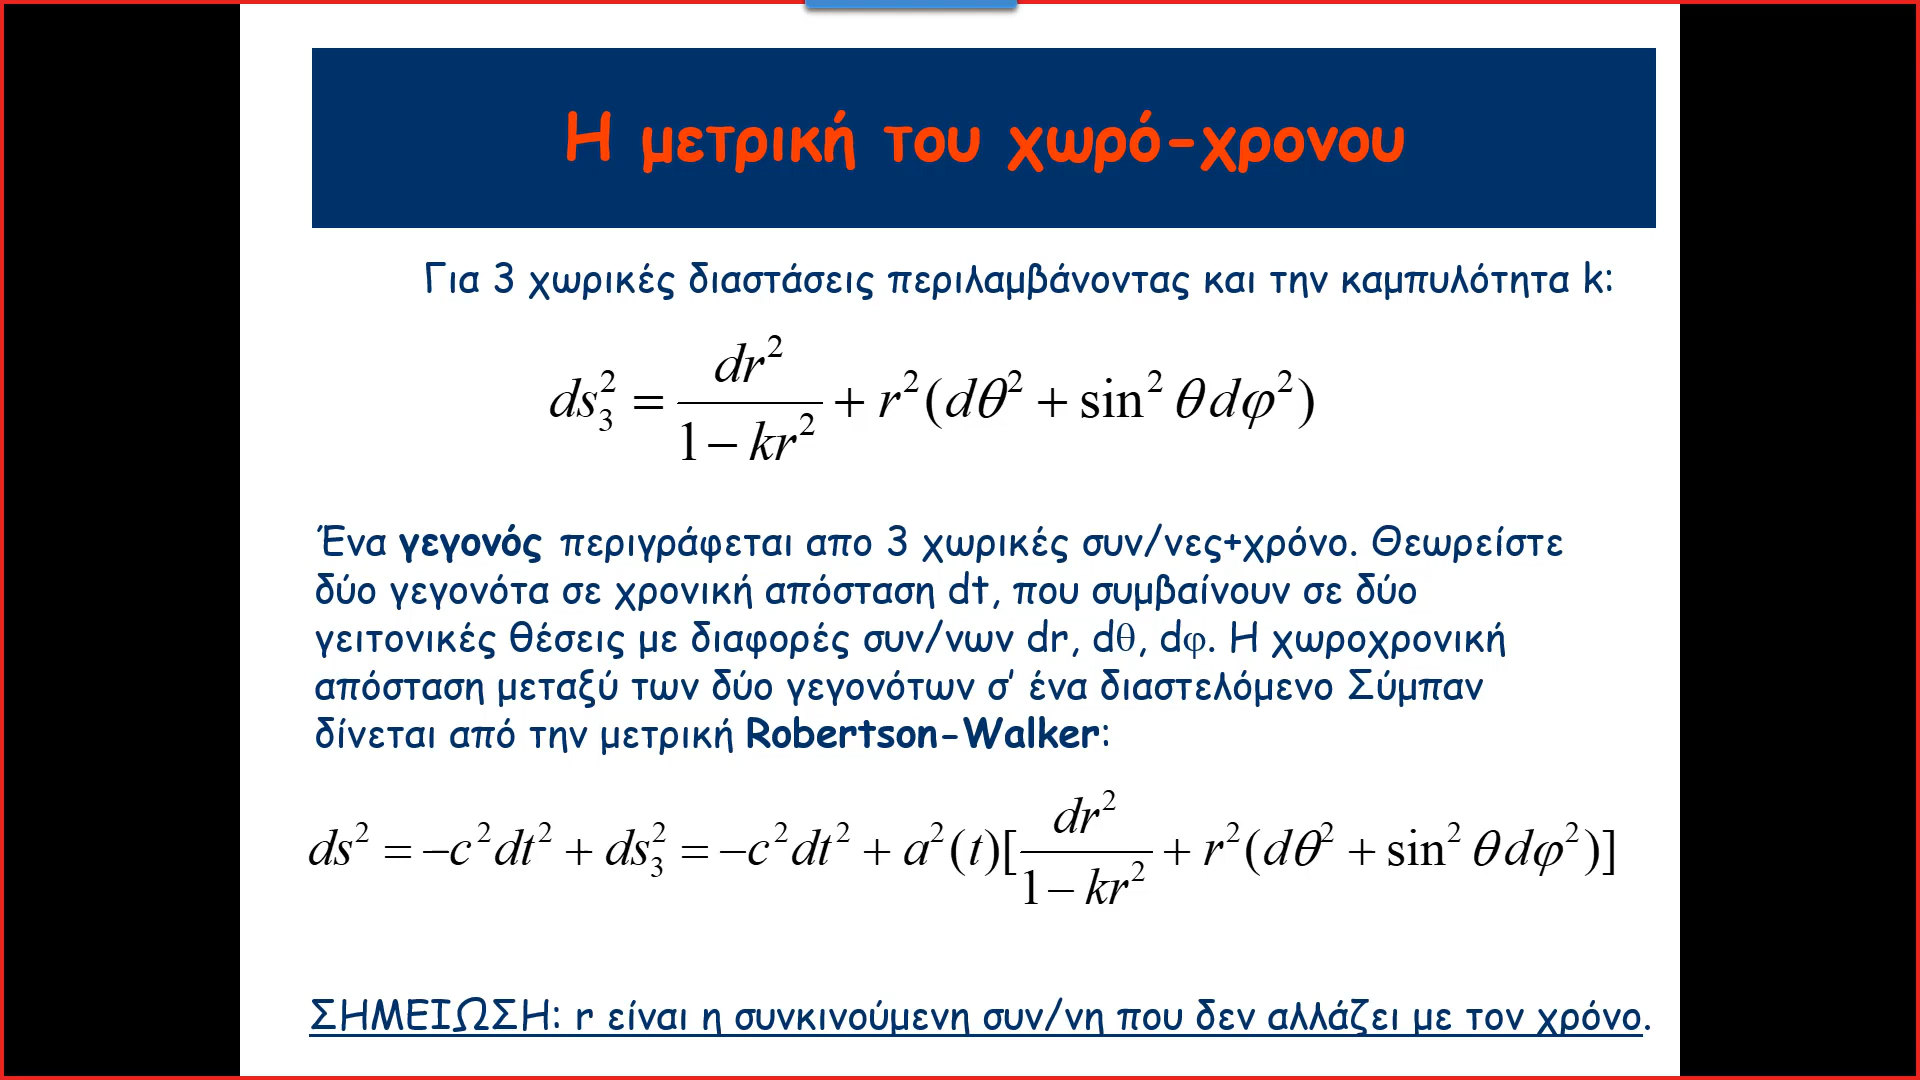 Η μετρική του χωρό-χρονου
Για 3 χωρικές διαστάσεις περιλαμβάνοντας και την καμπυλότητα k:
ds₃² = dr²/(1 − kr²) + r²(dθ² + sin²θ dφ²)
Ένα γεγονός περιγράφεται απο 3 χωρικές συν/νες+χρόνο. Θεωρείστε
δύο γεγονότα σε χρονική απόσταση dt, που συμβαίνουν σε δύο
γειτονικές θέσεις με διαφορές συν/νων dr, dθ, dφ. Η χωροχρονική
απόσταση μεταξύ των δύο γεγονότων σ' ένα διαστελόμενο Σύμπαν
δίνεται από την μετρική Robertson-Walker:
ds² = −c²dt² + ds₃² = −c²dt² + a²(t)[dr²/(1 − kr²) + r²(dθ² + sin²θ dφ²)]
ΣΗΜΕΙΩΣΗ: r είναι η συνκινούμενη συν/νη που δεν αλλάζει με τον χρόνο.